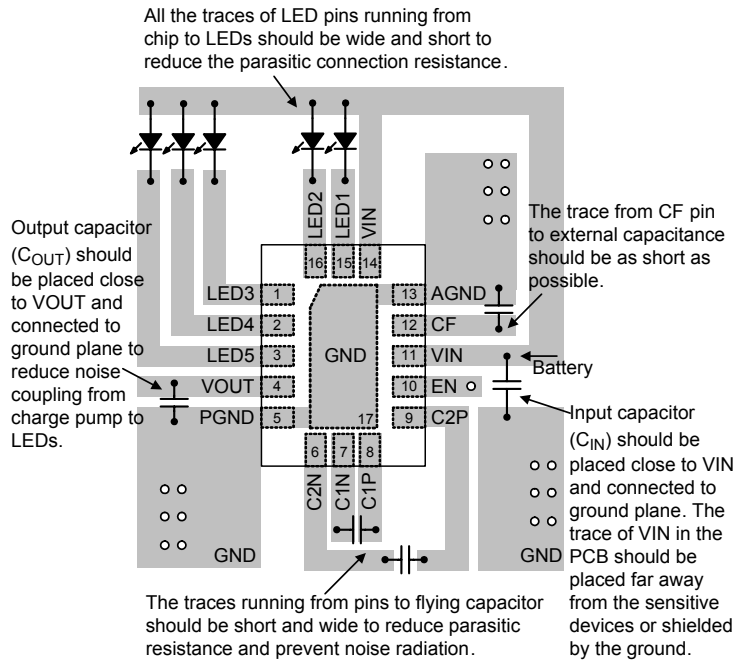 All the traces of LED pins running from
chip to LEDs should be wide and short to
reduce the parasitic connection resistance.
LED2
LED1
VIN
16
15
14
Output capacitor
(COUT) should
be placed close
to VOUT and
connected to
ground plane to
reduce noise
coupling from
charge pump to
LEDs.
The trace from CF pin
to external capacitance
should be as short as
possible.
LED3 1
LED4 2
LED5 3
VOUT 4
PGND 5
GND
17
13 AGND
12 CF
11 VIN
10 EN
9 C2P
Battery
6
7
8
C2N
C1N
C1P
Input capacitor
(CIN) should be
placed close to VIN
and connected to
ground plane. The
trace of VIN in the
PCB should be
placed far away
from the sensitive
devices or shielded
by the ground.
GND
GND
The traces running from pins to flying capacitor
should be short and wide to reduce parasitic
resistance and prevent noise radiation.